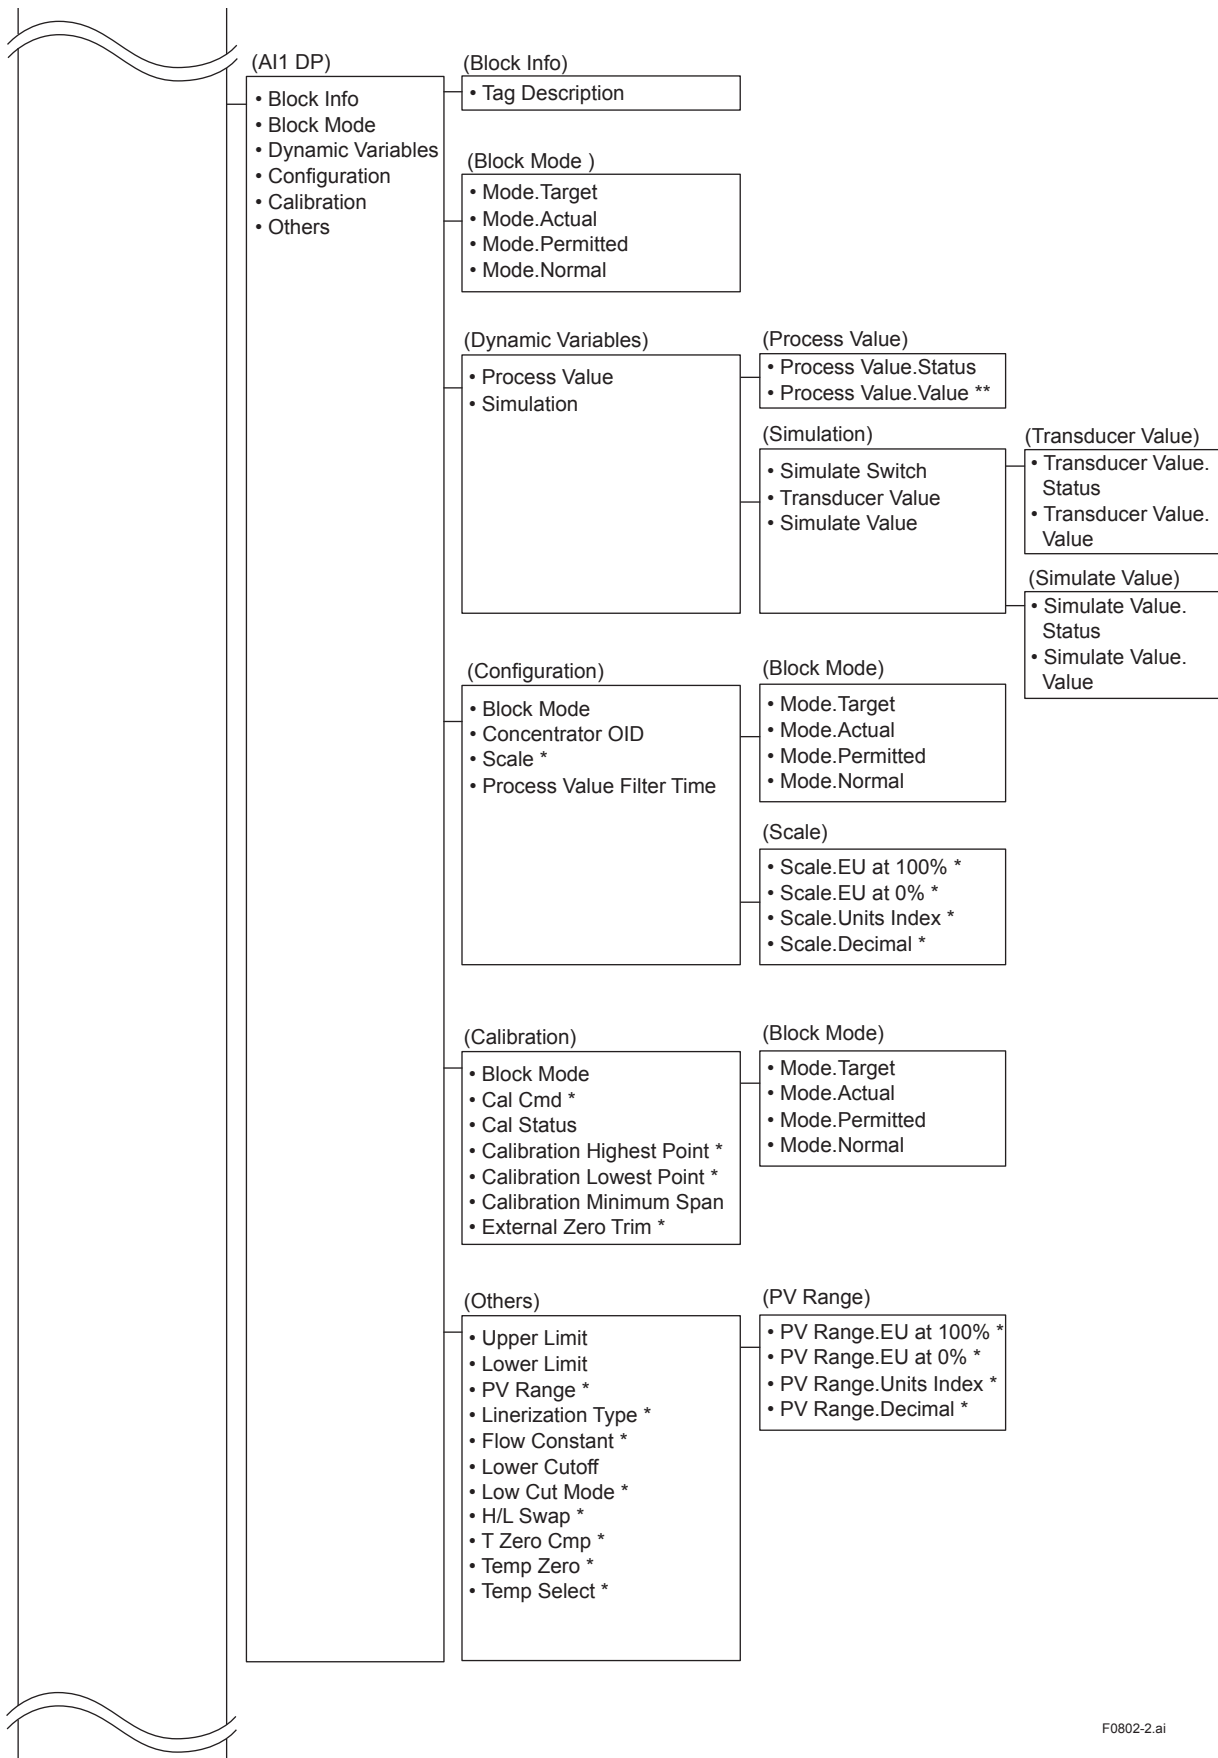 (AI1 DP)
• Block Info
• Block Mode
• Dynamic Variables
• Configuration
• Calibration
• Others
(Block Info)
• Tag Description
(Block Mode )
• Mode.Target
• Mode.Actual
• Mode.Permitted
• Mode.Normal
(Dynamic Variables)
• Process Value
• Simulation
(Process Value)
• Process Value.Status
• Process Value.Value **
(Simulation)
• Simulate Switch
• Transducer Value
• Simulate Value
(Transducer Value)
• Transducer Value.
Status
• Transducer Value.
Value
(Simulate Value)
• Simulate Value.
Status
• Simulate Value.
Value
(Configuration)
• Block Mode
• Concentrator OID
• Scale *
• Process Value Filter Time
(Block Mode)
• Mode.Target
• Mode.Actual
• Mode.Permitted
• Mode.Normal
(Scale)
• Scale.EU at 100% *
• Scale.EU at 0% *
• Scale.Units Index *
• Scale.Decimal *
(Calibration)
• Block Mode
• Cal Cmd *
• Cal Status
• Calibration Highest Point *
• Calibration Lowest Point *
• Calibration Minimum Span
• External Zero Trim *
(Block Mode)
• Mode.Target
• Mode.Actual
• Mode.Permitted
• Mode.Normal
(Others)
• Upper Limit
• Lower Limit
• PV Range *
• Linerization Type *
• Flow Constant *
• Lower Cutoff
• Low Cut Mode *
• H/L Swap *
• T Zero Cmp *
• Temp Zero *
• Temp Select *
(PV Range)
• PV Range.EU at 100% *
• PV Range.EU at 0% *
• PV Range.Units Index *
• PV Range.Decimal *
F0802-2.ai